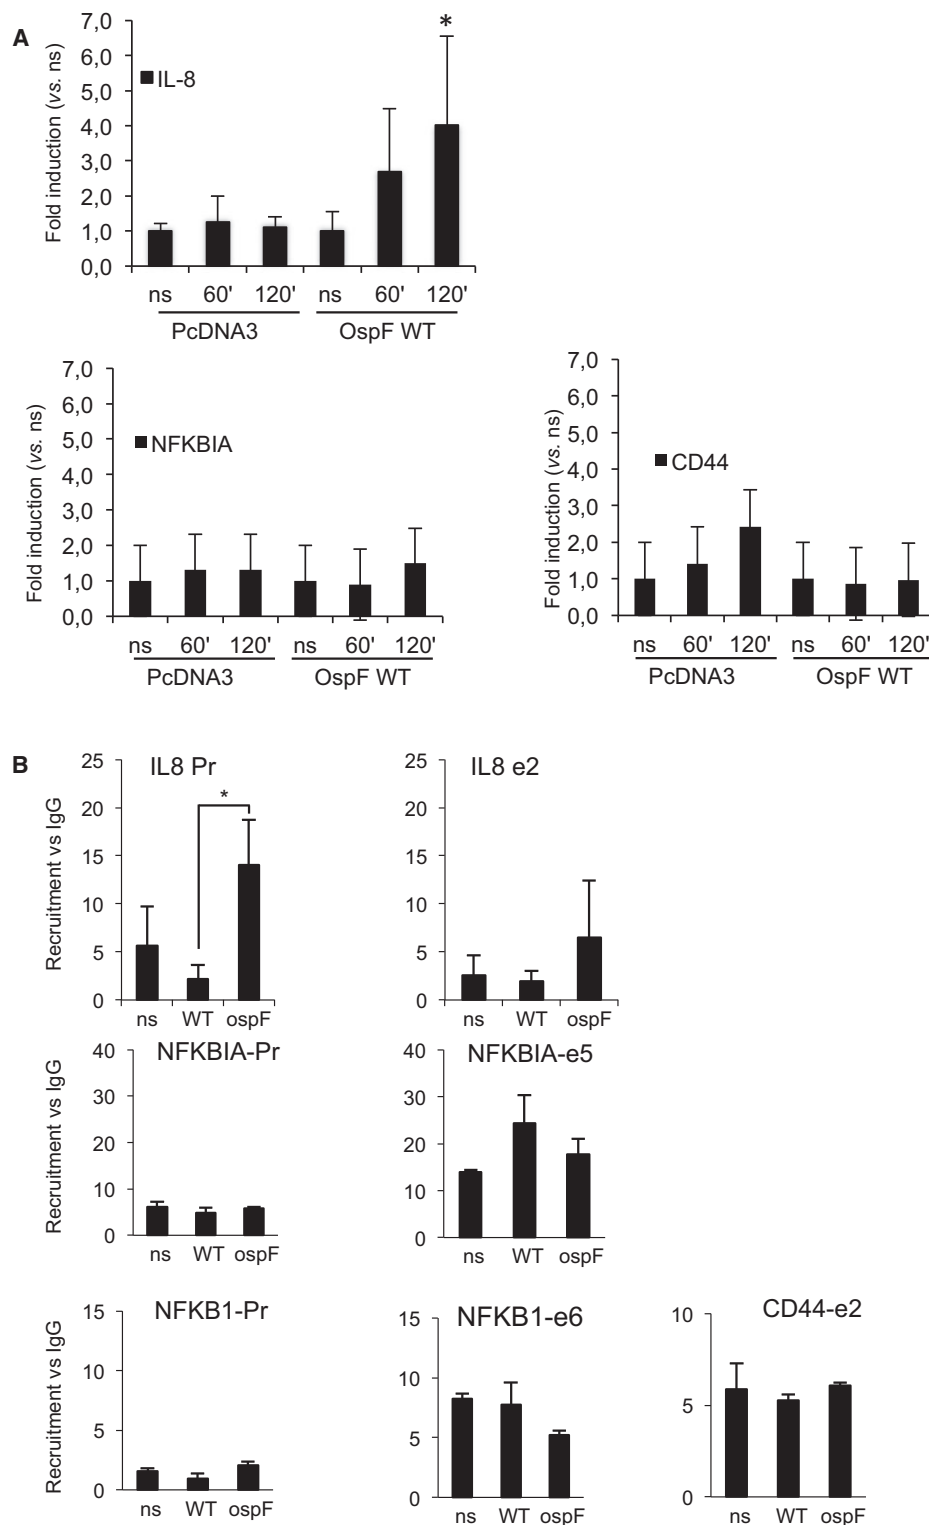 A
Fold induction (vs. ns)
7,0
6,0
5,0
4,0
3,0
2,0
1,0
0,0
IL-8
*
ns 60' 120' ns 60' 120'
PcDNA3 OspF WT
Fold induction (vs. ns)
7,0
6,0
5,0
4,0
3,0
2,0
1,0
0,0
NFKBIA
ns 60' 120' ns 60' 120'
PcDNA3 OspF WT
Fold induction (vs. ns)
7,0
6,0
5,0
4,0
3,0
2,0
1,0
0,0
CD44
ns 60' 120' ns 60' 120'
PcDNA3 OspF WT
B
Recruitment vs IgG
IL8 Pr
25
20
15
10
5
0
*
ns WT ospF
IL8 e2
25
20
15
10
5
0
ns WT ospF
Recruitment vs IgG
NFKBIA-Pr
40
30
20
10
0
ns WT ospF
NFKBIA-e5
40
30
20
10
0
ns WT ospF
Recruitment vs IgG
NFKB1-Pr
15
10
5
0
ns WT ospF
NFKB1-e6
15
10
5
0
ns WT ospF
CD44-e2
10
5
0
ns WT ospF